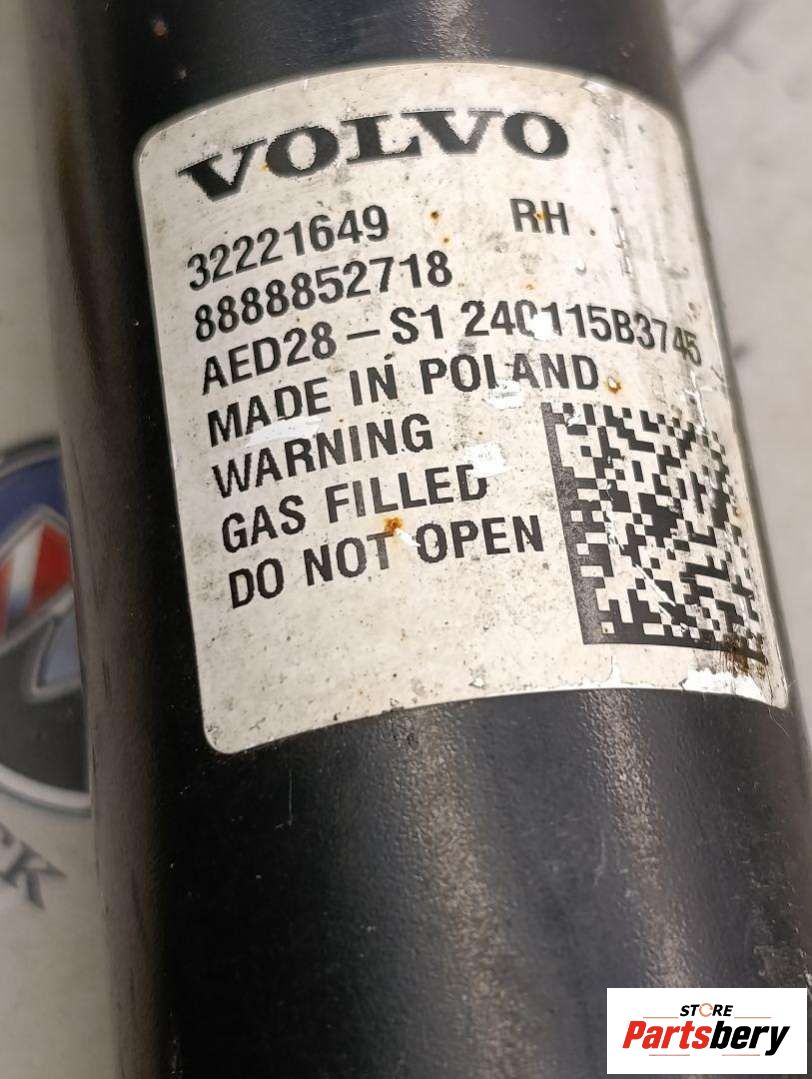 VOLVO
32221649 RH
8888852718
AED28-S1 240115B3745
MADE IN POLAND
WARNING
GAS FILLED
DO NOT OPEN
STORE
Partsbery